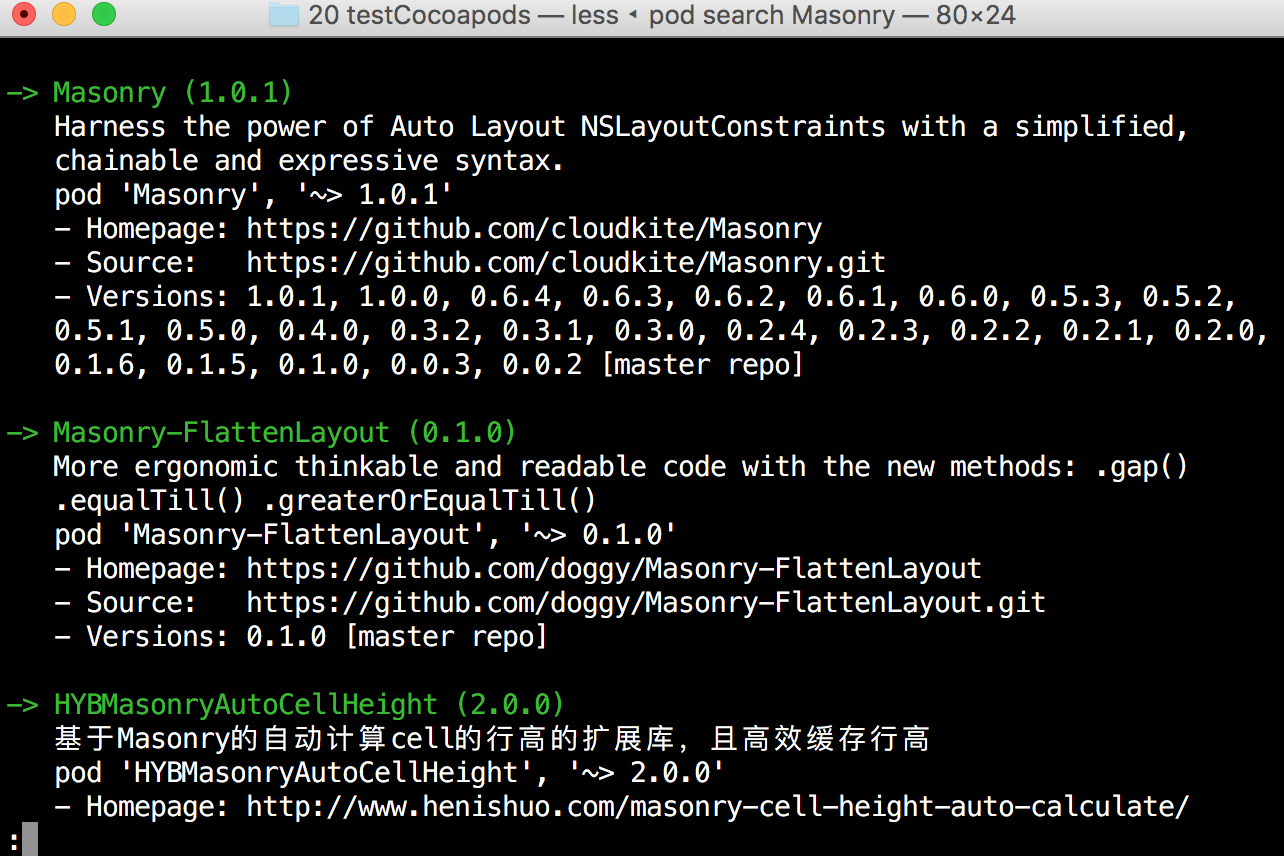 20 testCocoapods — less ◂ pod search Masonry — 80×24
-> Masonry (1.0.1)
Harness the power of Auto Layout NSLayoutConstraints with a simplified,
chainable and expressive syntax.
pod 'Masonry', '~> 1.0.1'
- Homepage: https://github.com/cloudkite/Masonry
- Source:   https://github.com/cloudkite/Masonry.git
- Versions: 1.0.1, 1.0.0, 0.6.4, 0.6.3, 0.6.2, 0.6.1, 0.6.0, 0.5.3, 0.5.2,
0.5.1, 0.5.0, 0.4.0, 0.3.2, 0.3.1, 0.3.0, 0.2.4, 0.2.3, 0.2.2, 0.2.1, 0.2.0,
0.1.6, 0.1.5, 0.1.0, 0.0.3, 0.0.2 [master repo]
-> Masonry-FlattenLayout (0.1.0)
More ergonomic thinkable and readable code with the new methods: .gap()
.equalTill() .greaterOrEqualTill()
pod 'Masonry-FlattenLayout', '~> 0.1.0'
- Homepage: https://github.com/doggy/Masonry-FlattenLayout
- Source:   https://github.com/doggy/Masonry-FlattenLayout.git
- Versions: 0.1.0 [master repo]
-> HYBMasonryAutoCellHeight (2.0.0)
基于Masonry的自动计算cell的行高的扩展库，且高效缓存行高
pod 'HYBMasonryAutoCellHeight', '~> 2.0.0'
- Homepage: http://www.henishuo.com/masonry-cell-height-auto-calculate/
: